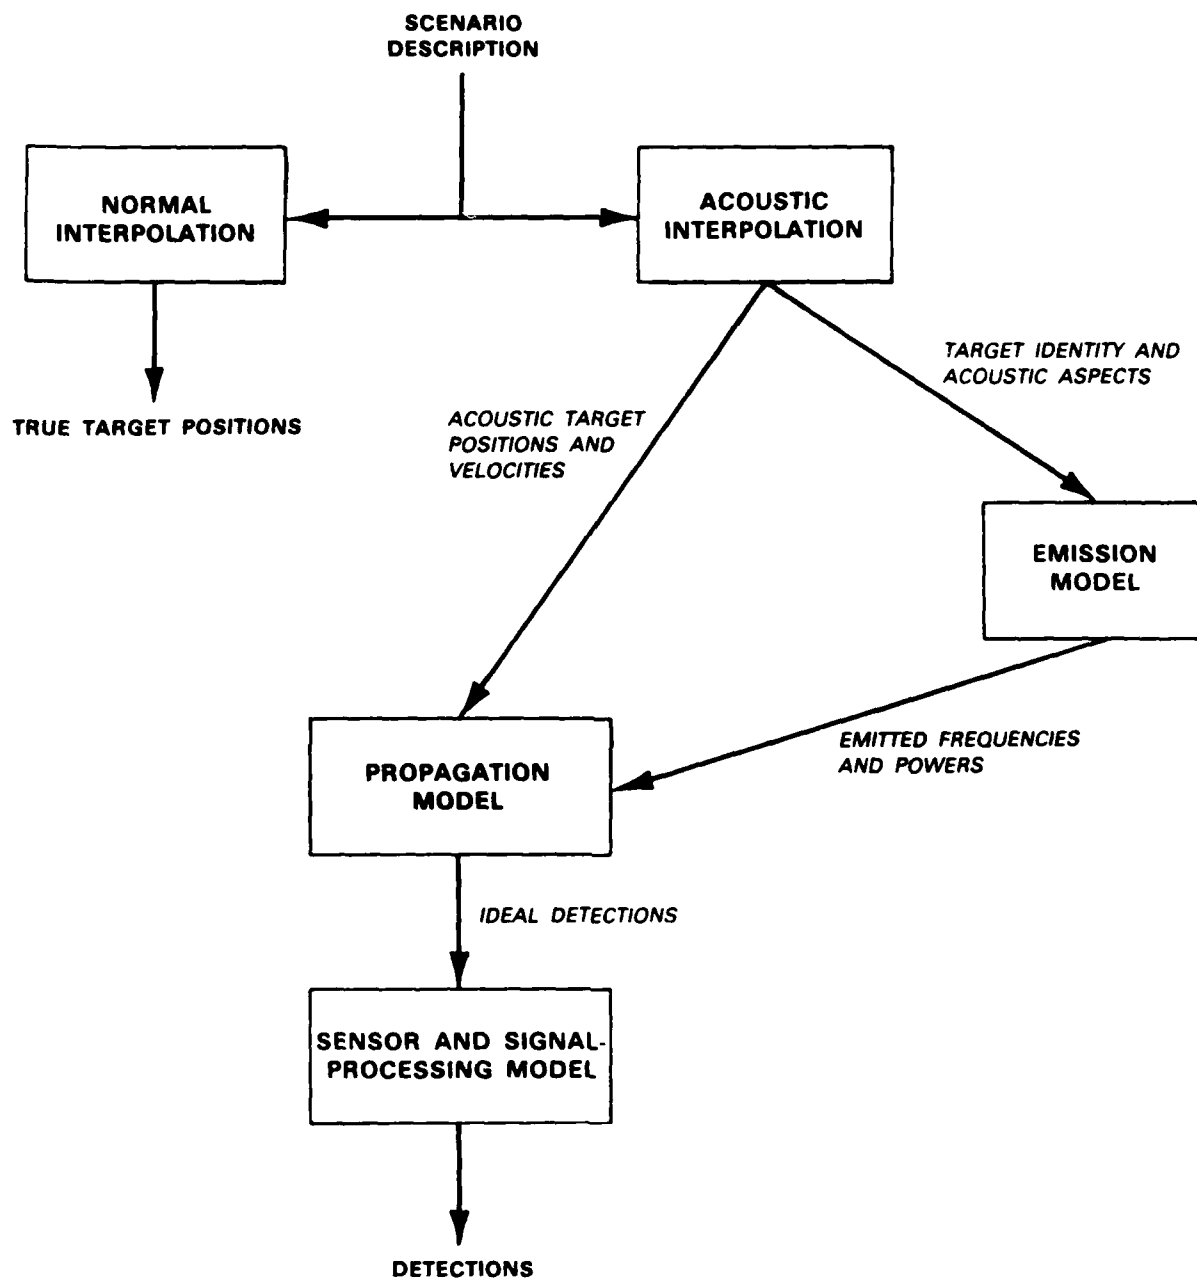 SCENARIO
DESCRIPTION
NORMAL
INTERPOLATION
ACOUSTIC
INTERPOLATION
TARGET IDENTITY AND
ACOUSTIC ASPECTS
ACOUSTIC TARGET
POSITIONS AND
VELOCITIES
TRUE TARGET POSITIONS
EMISSION
MODEL
EMITTED FREQUENCIES
AND POWERS
PROPAGATION
MODEL
IDEAL DETECTIONS
SENSOR AND SIGNAL-
PROCESSING MODEL
DETECTIONS